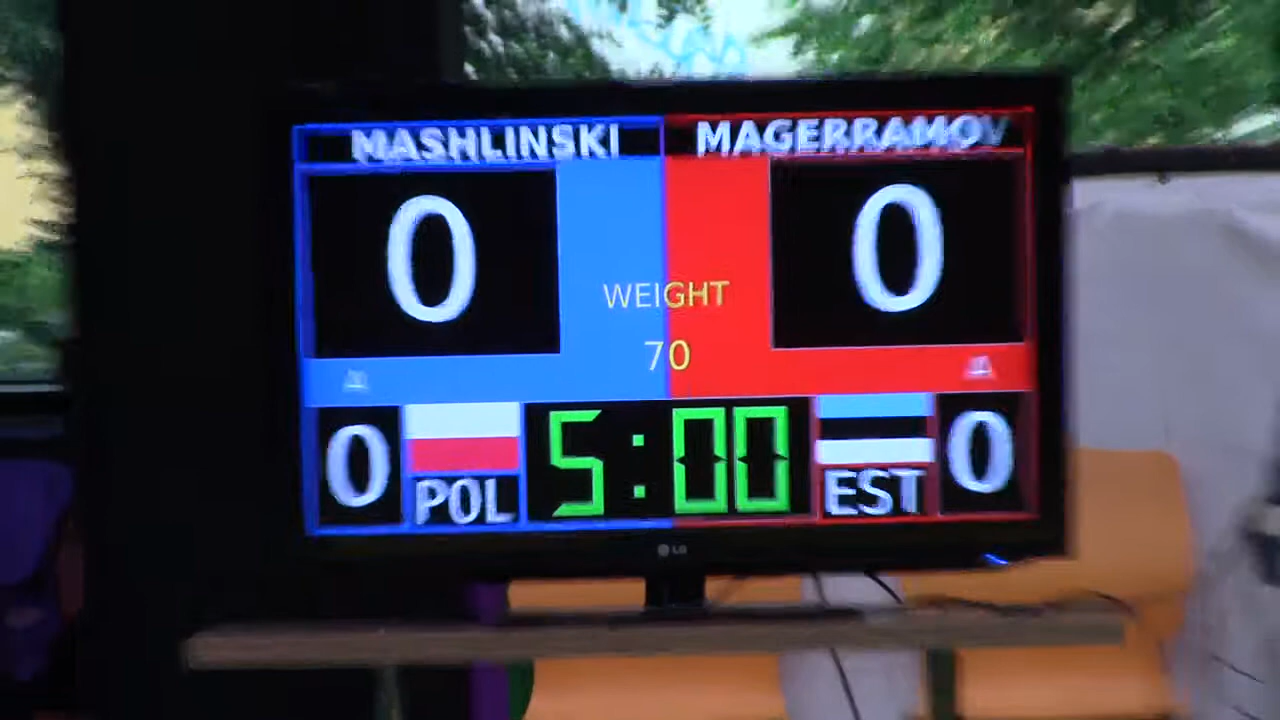 MASHLINSKI MAGERRAMOV
0 0
WEIGHT
70
0 POL 5:00 EST 0
LG